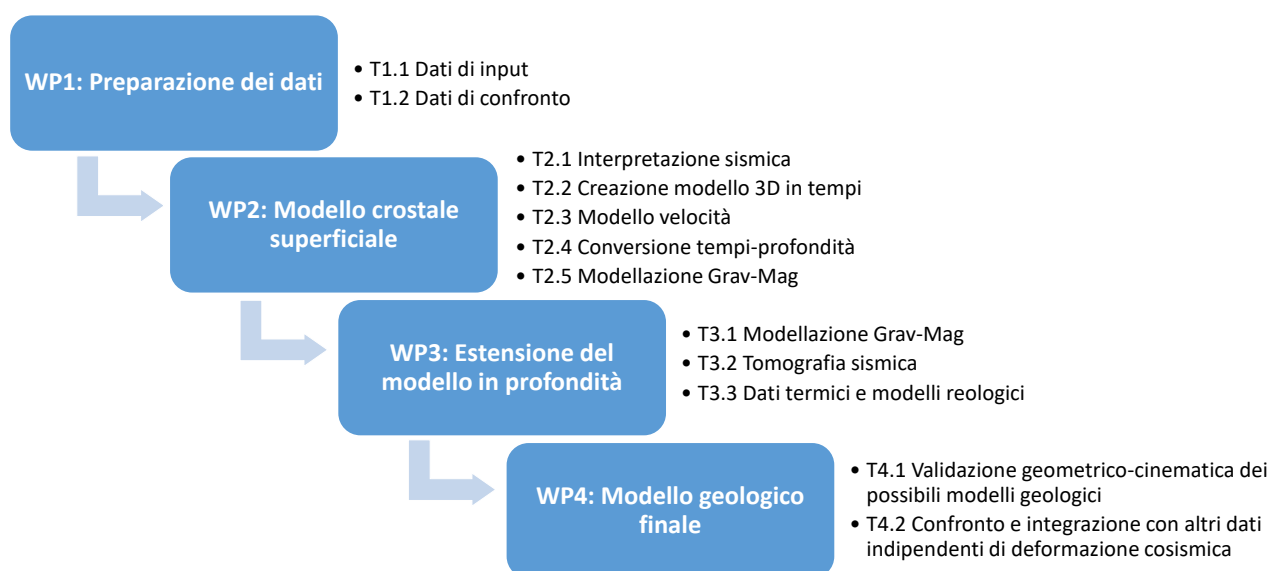 WP1: Preparazione dei dati
• T1.1 Dati di input
• T1.2 Dati di confronto
WP2: Modello crostale
superficiale
• T2.1 Interpretazione sismica
• T2.2 Creazione modello 3D in tempi
• T2.3 Modello velocità
• T2.4 Conversione tempi-profondità
• T2.5 Modellazione Grav-Mag
WP3: Estensione del
modello in profondità
• T3.1 Modellazione Grav-Mag
• T3.2 Tomografia sismica
• T3.3 Dati termici e modelli reologici
WP4: Modello geologico
finale
• T4.1 Validazione geometrico-cinematica dei
possibili modelli geologici
• T4.2 Confronto e integrazione con altri dati
indipendenti di deformazione cosismica